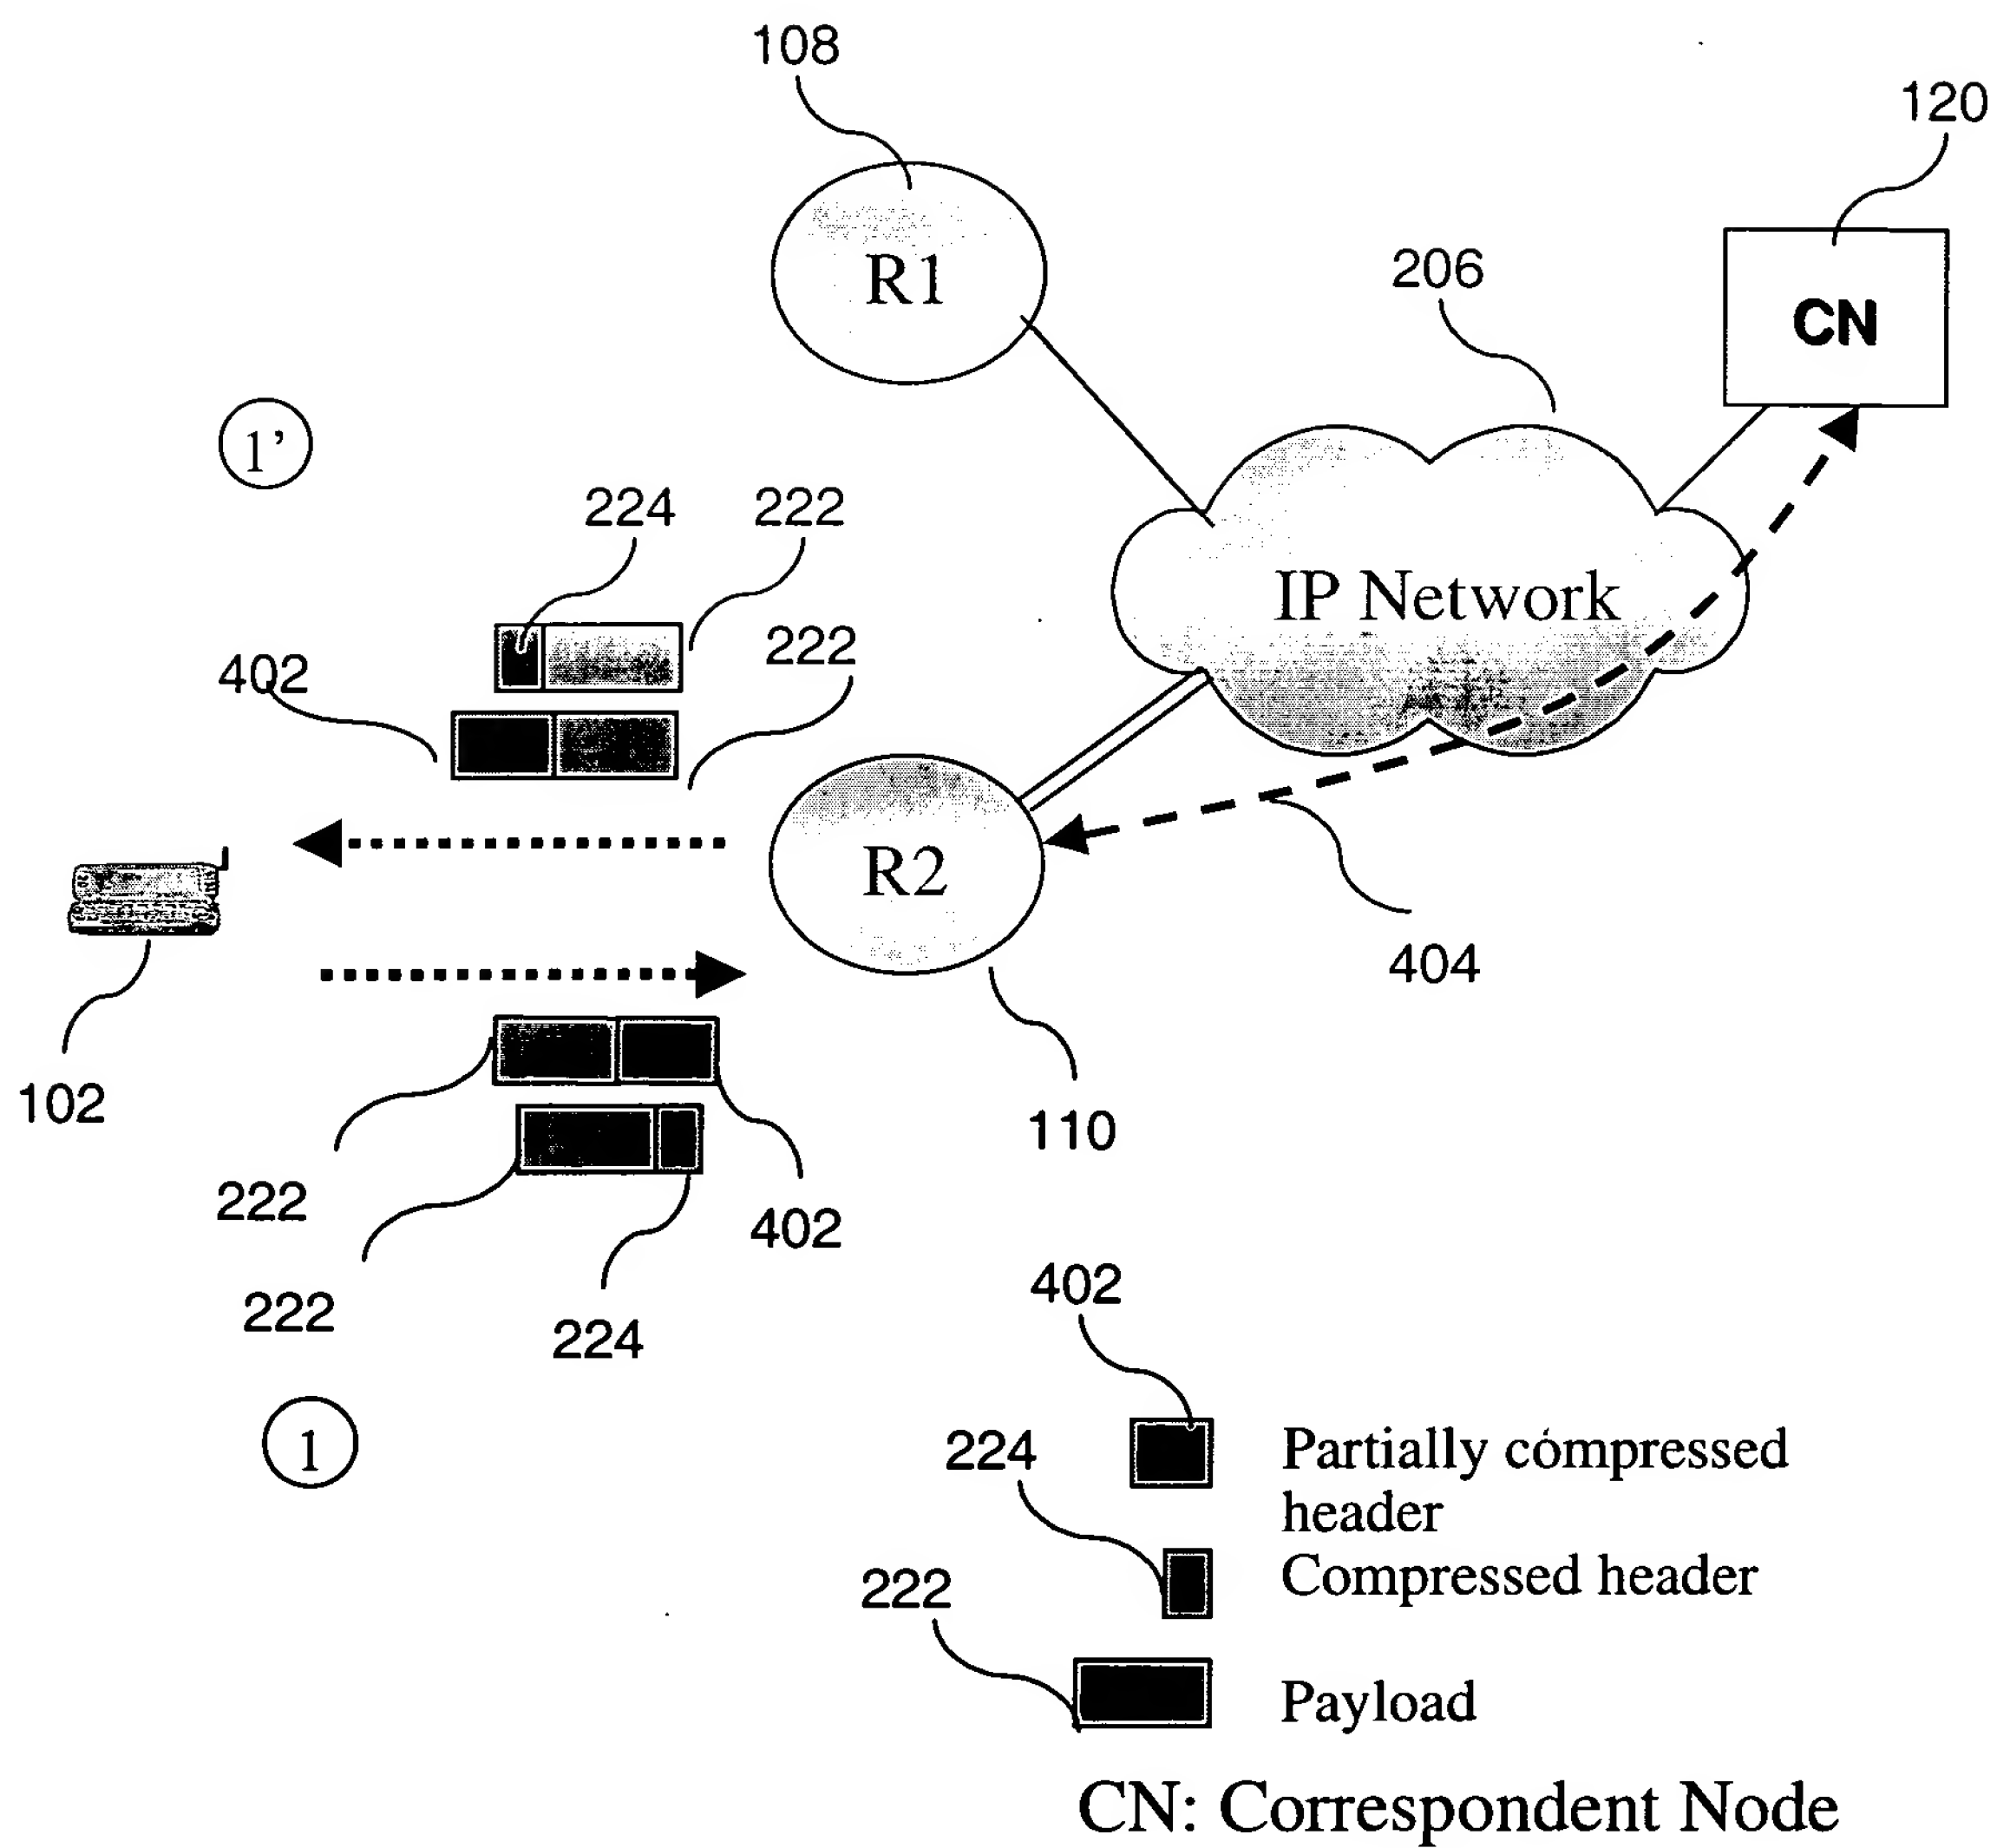 108
120
R1
206
CN
1’
224
222
IP Network
222
402
R2
404
102
110
222
402
222
224
402
1
224
Partially compressed
header
Compressed header
222
Payload
CN: Correspondent Node